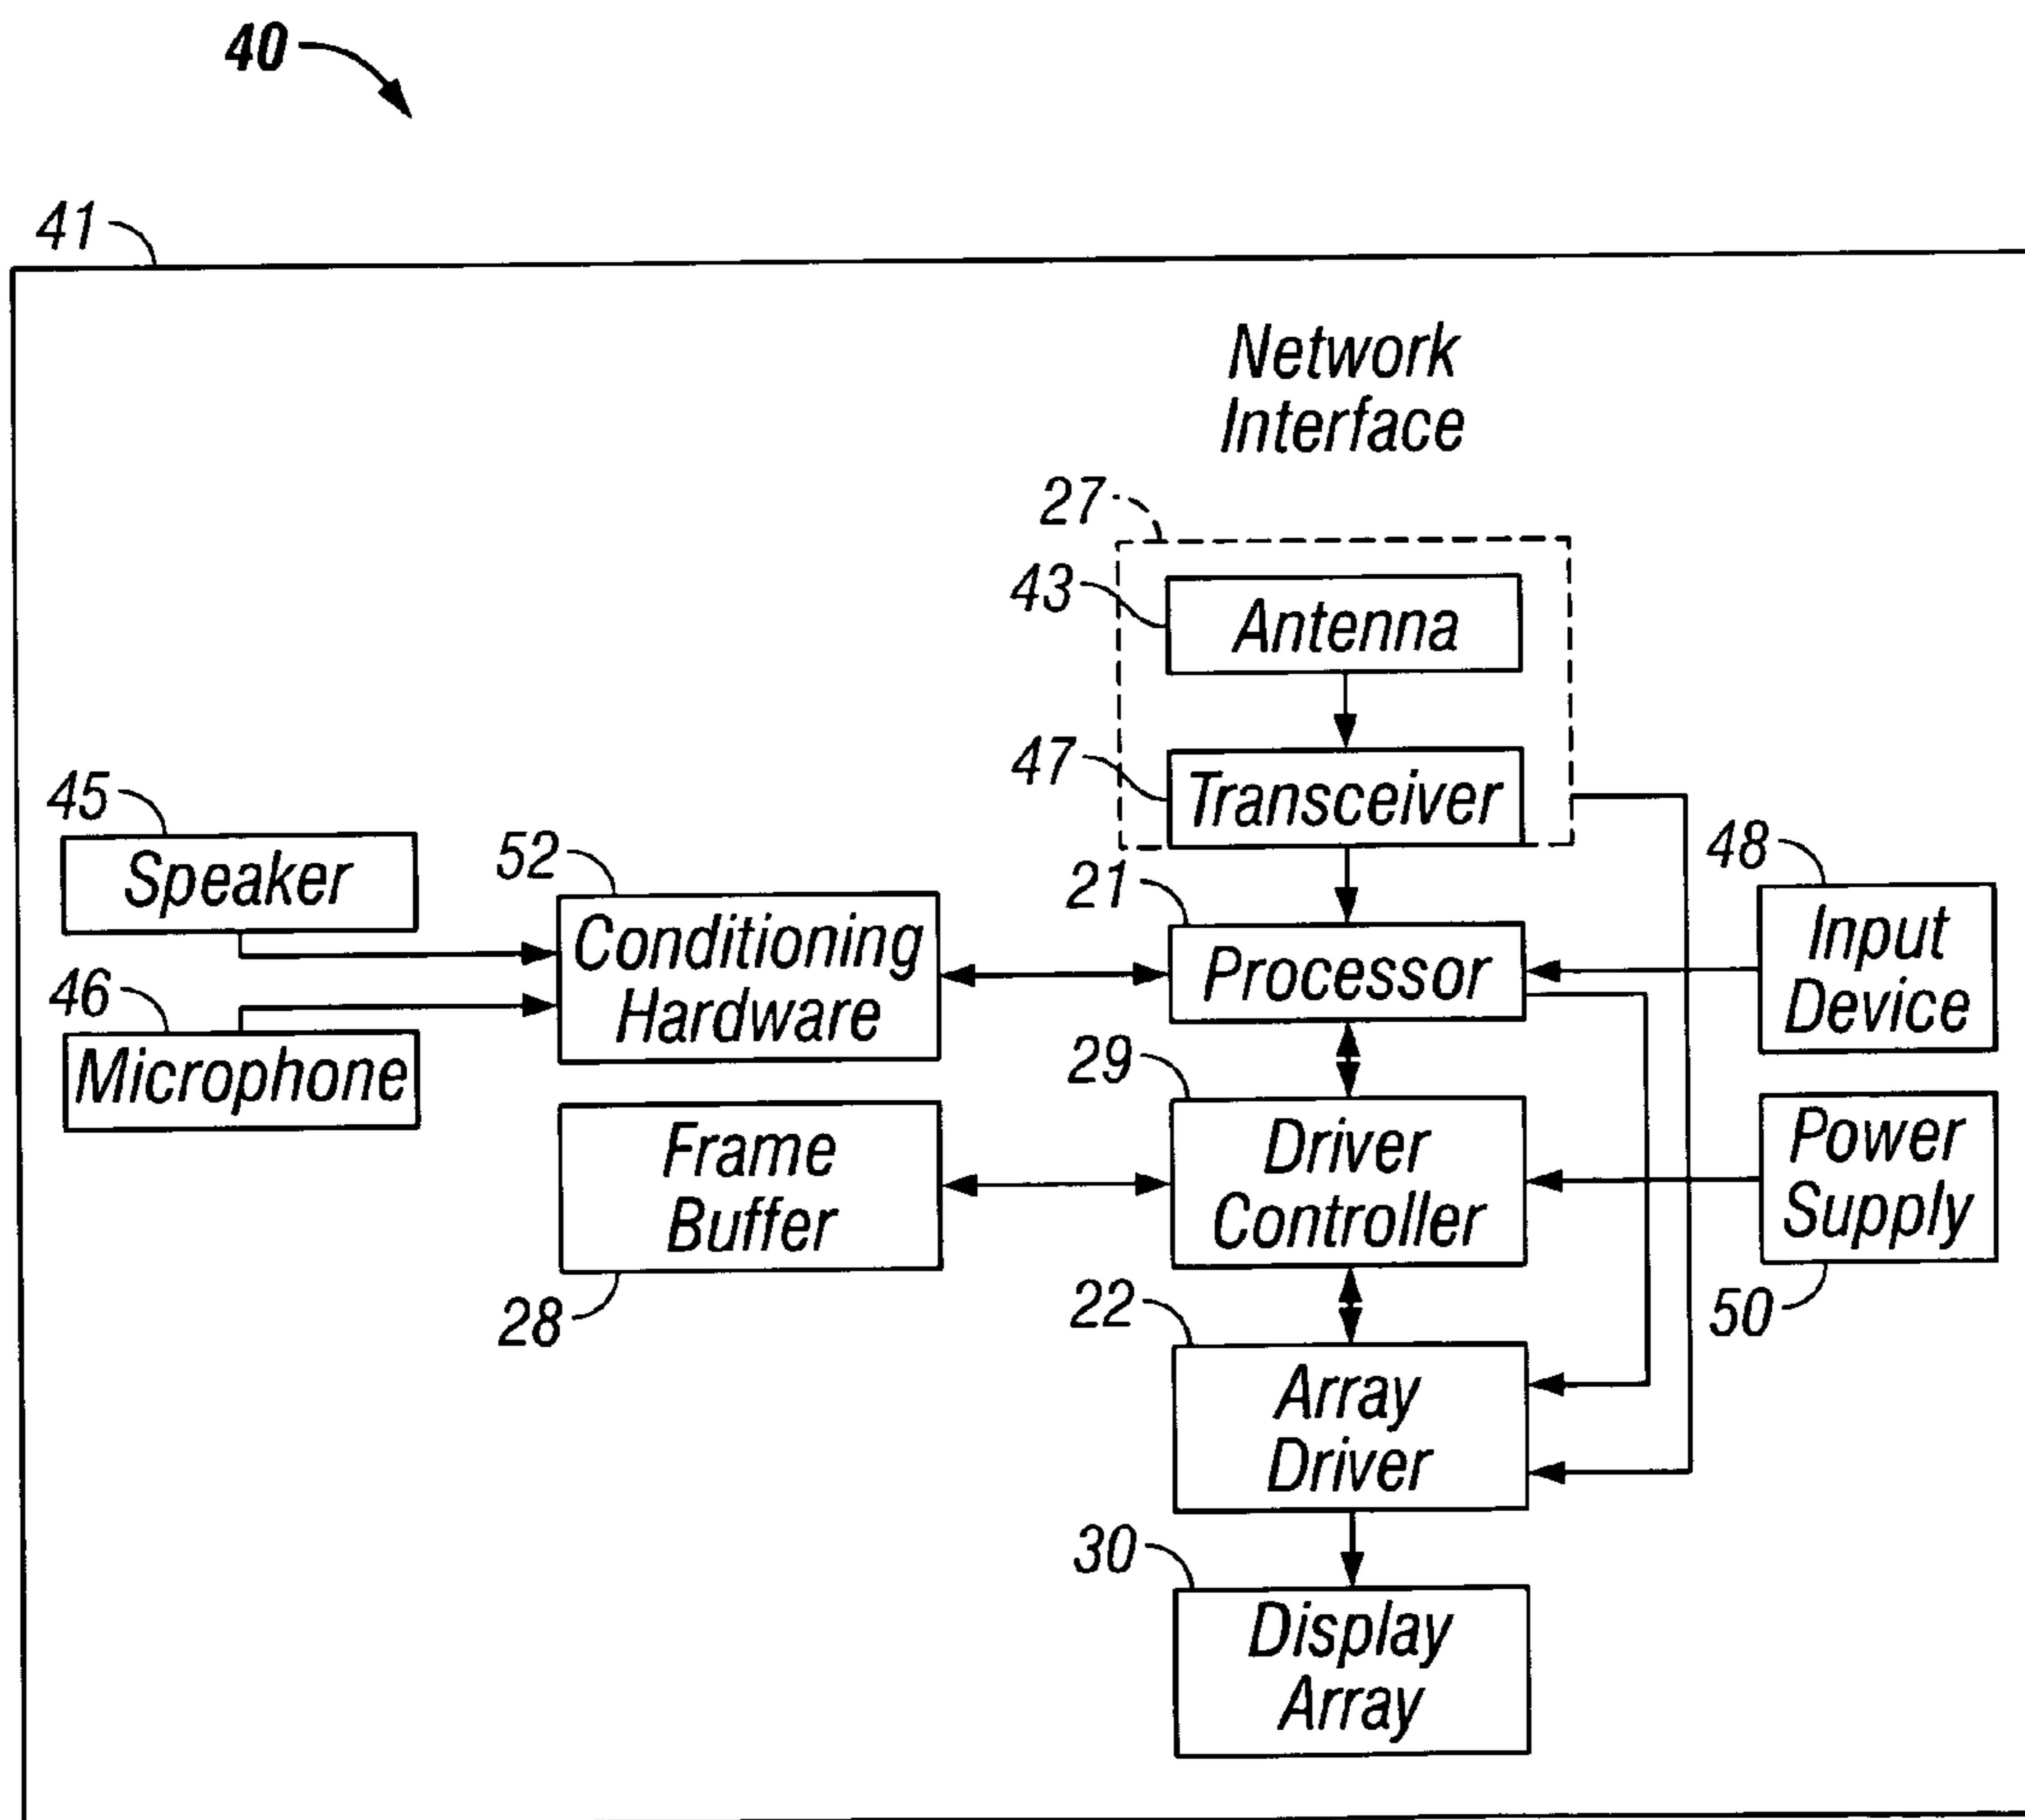 40
41
Network
Interface
27
43
Antenna
47
Transceiver
45
Speaker
52
Conditioning
Hardware
21
Processor
48
Input
Device
46
Microphone
29
Driver
Controller
Frame
Buffer
28
Power
Supply
50
22
Array
Driver
30
Display
Array